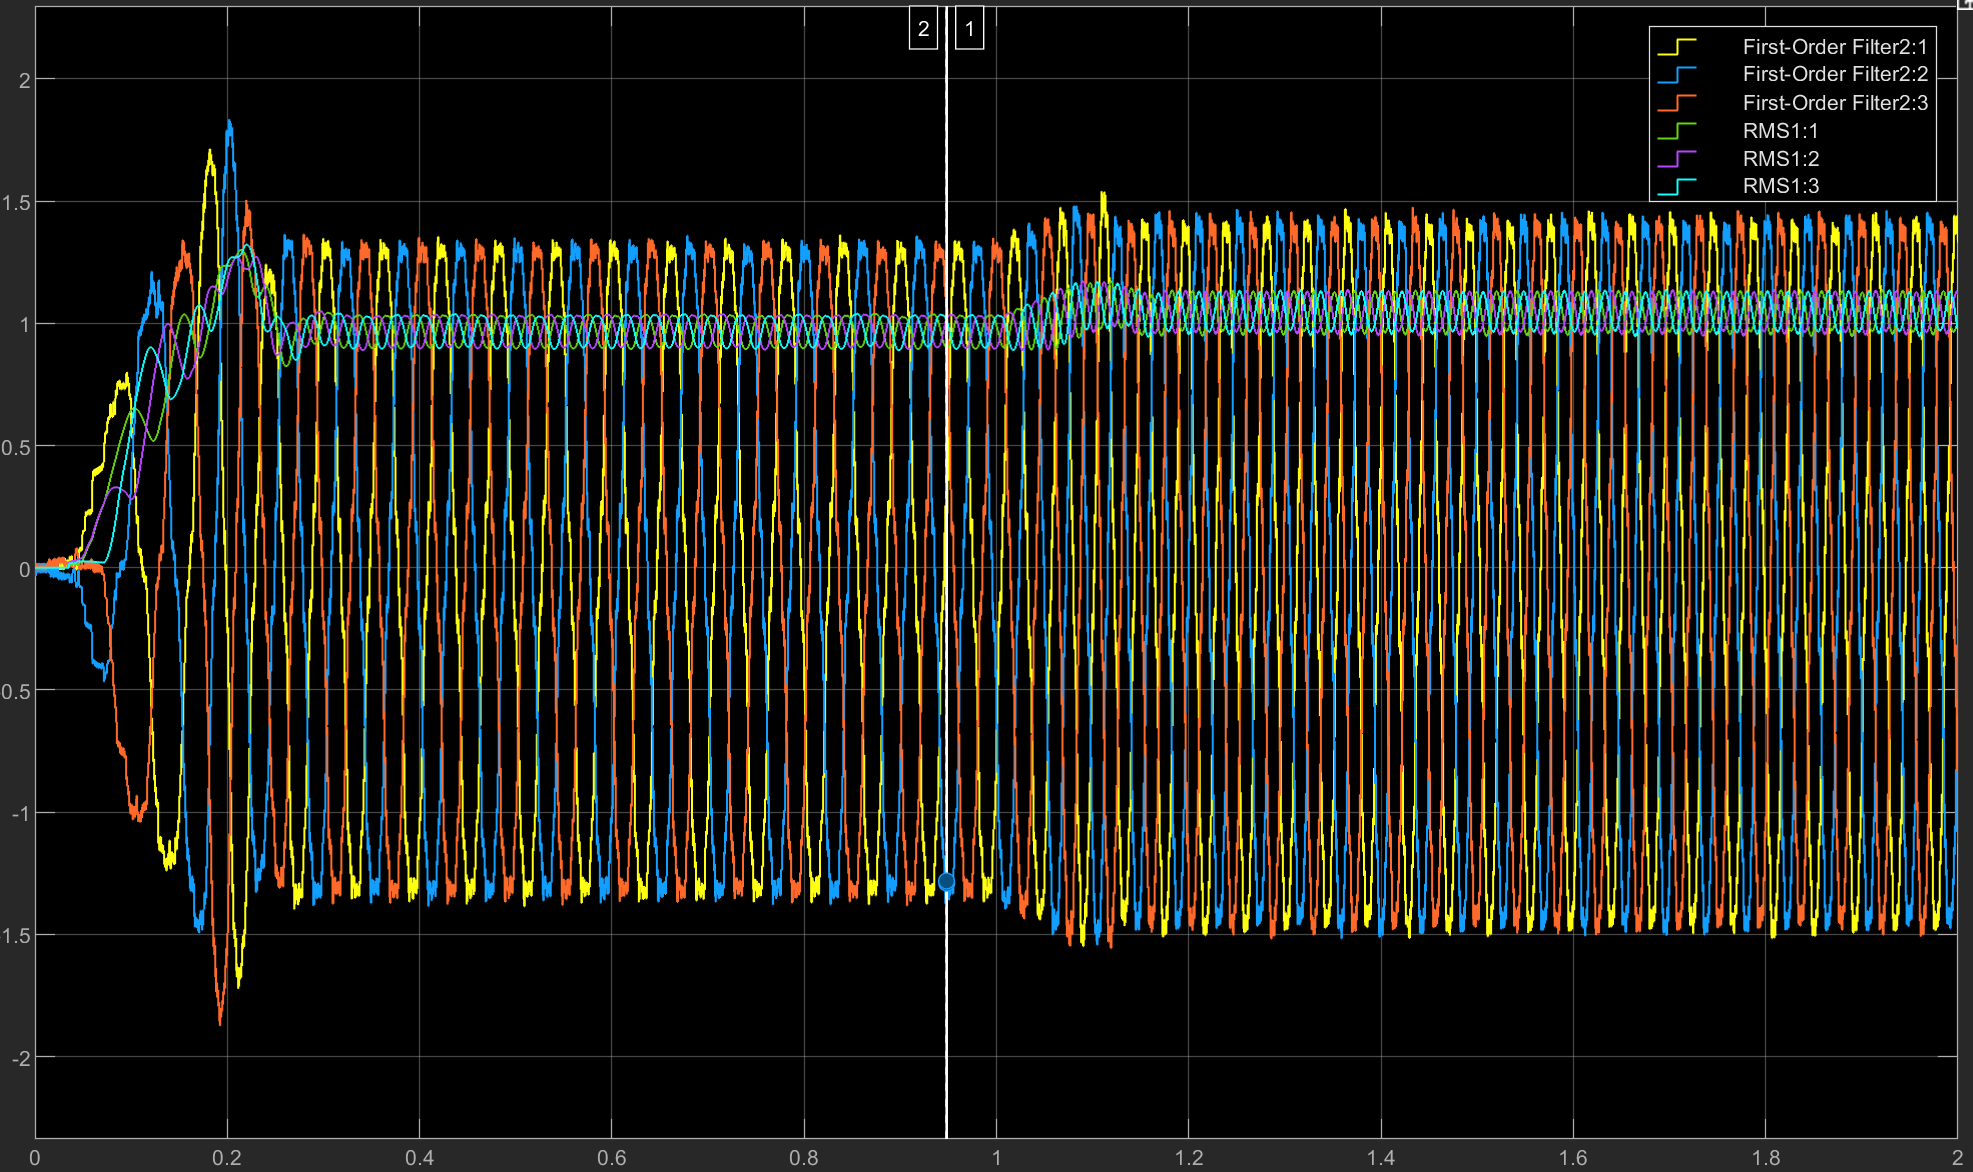 2 1
First-Order Filter2:1
First-Order Filter2:2
First-Order Filter2:3
RMS1:1
RMS1:2
RMS1:3
2
1.5
1
0.5
0
0.5
-1
1.5
-2
0 0.2 0.4 0.6 0.8 1 1.2 1.4 1.6 1.8 2